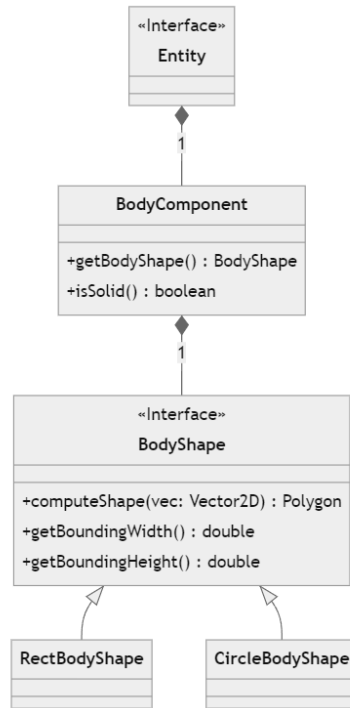 «Interface»
Entity
1
BodyComponent
+getBodyShape() : BodyShape
+isSolid() : boolean
1
«Interface»
BodyShape
+computeShape(vec: Vector2D) : Polygon
+getBoundingWidth() : double
+getBoundingHeight() : double
RectBodyShape
CircleBodyShape